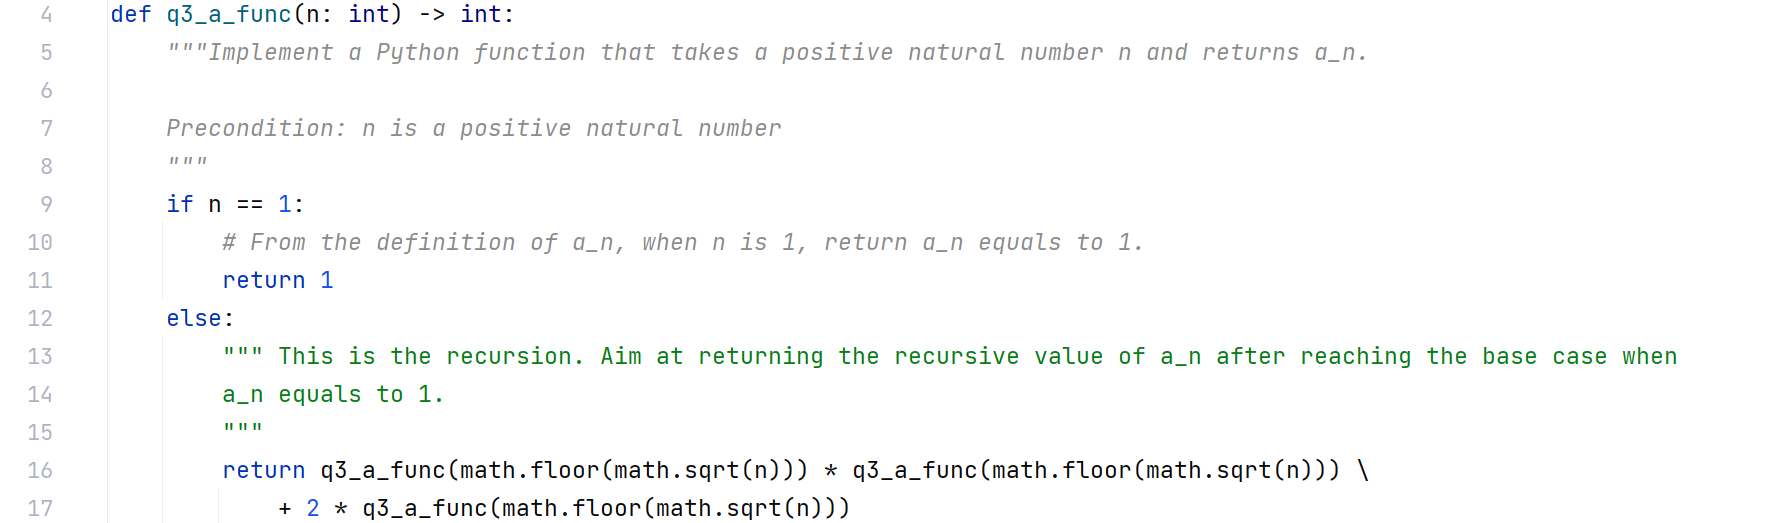 4 def q3_a_func(n: int) -> int:
5 """Implement a Python function that takes a positive natural number n and returns a_n.
6
7 Precondition: n is a positive natural number
8 """
9 if n == 1:
10 # From the definition of a_n, when n is 1, return a_n equals to 1.
11 return 1
12 else:
13 """ This is the recursion. Aim at returning the recursive value of a_n after reaching the base case when
14 a_n equals to 1.
15 """
16 return q3_a_func(math.floor(math.sqrt(n))) * q3_a_func(math.floor(math.sqrt(n))) \
17 + 2 * q3_a_func(math.floor(math.sqrt(n)))